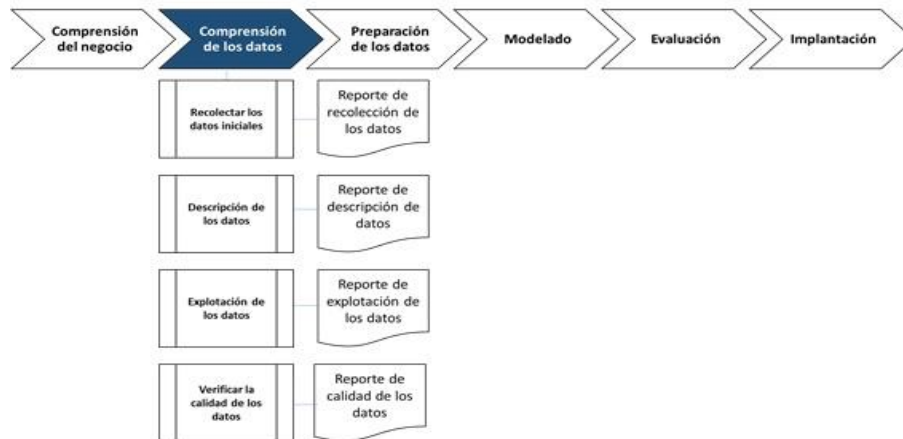 Comprensión
del negocio
Comprensión
de los datos
Preparación
de los datos
Modelado
Evaluación
Implantación
Recolectar los
datos iniciales
Reporte de
recolección de
los datos
Descripción de
los datos
Reporte de
descripción de
datos
Explotación de
los datos
Reporte de
explotación de
los datos
Verificar la
calidad de los
datos
Reporte de
calidad de los
datos